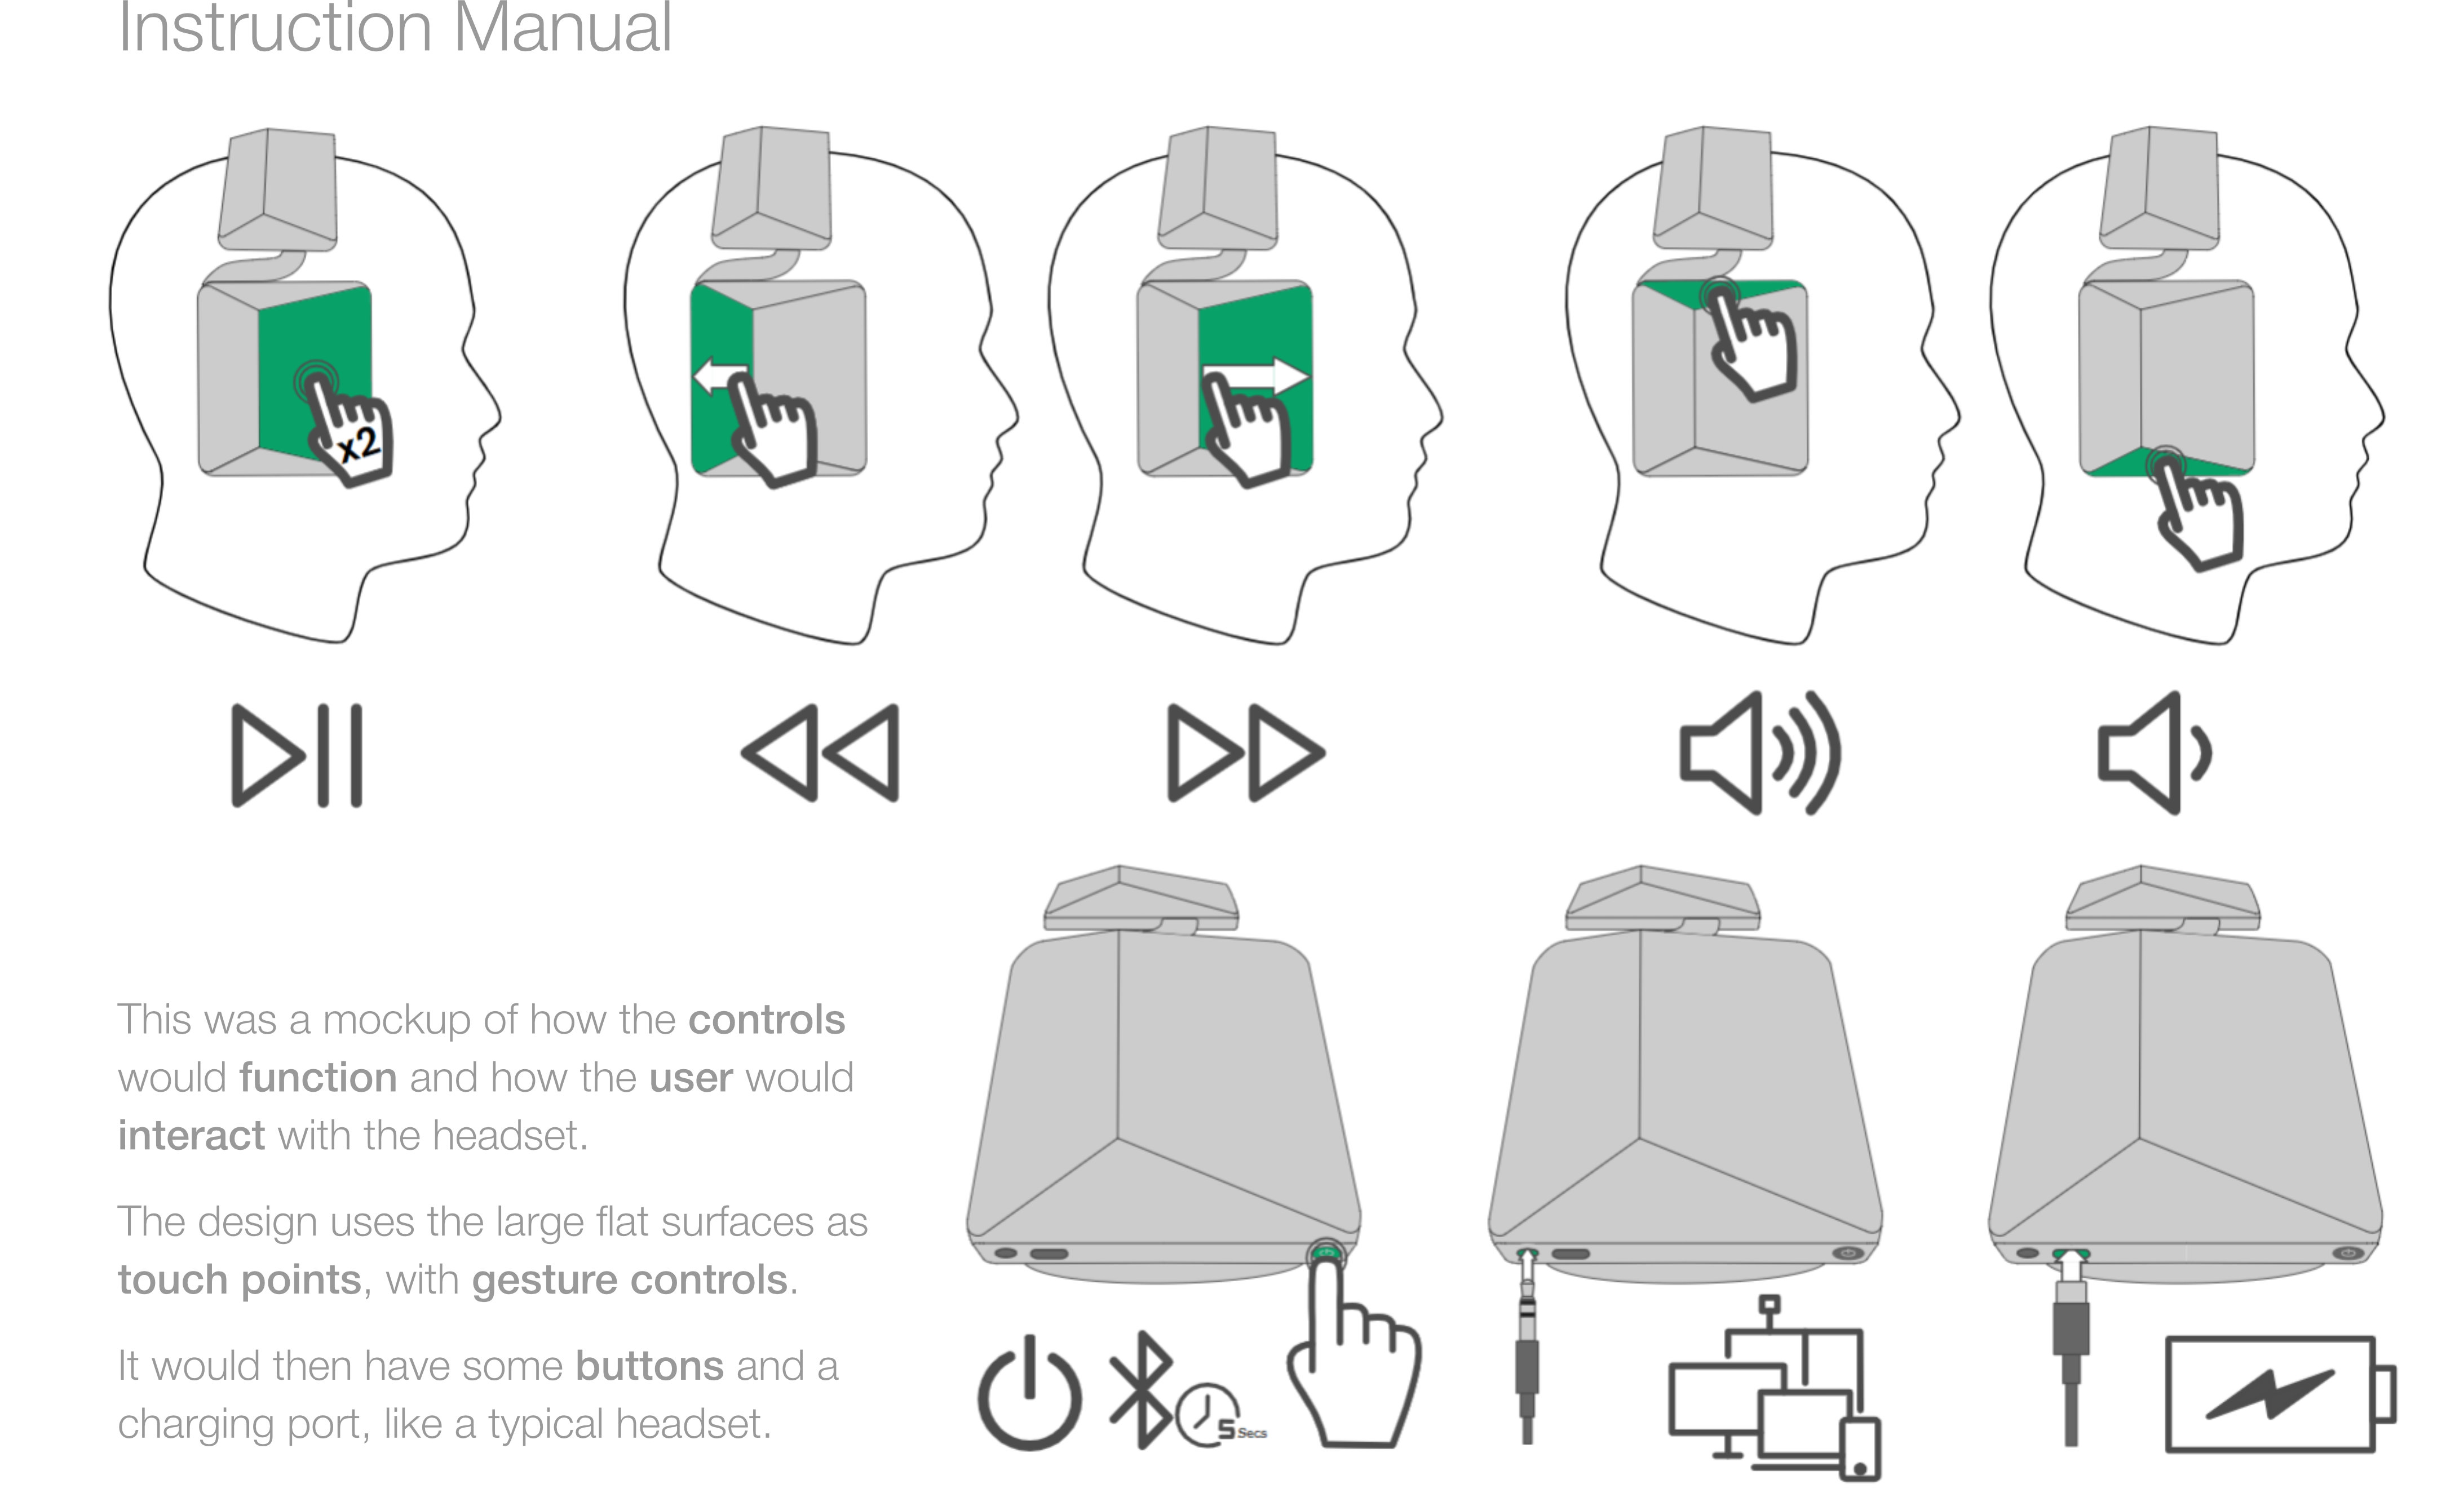 Instruction Manual
x2
This was a mockup of how the controls
would function and how the user would
interact with the headset.
The design uses the large flat surfaces as
touch points, with gesture controls.
It would then have some buttons and a
charging port, like a typical headset.
5 Secs